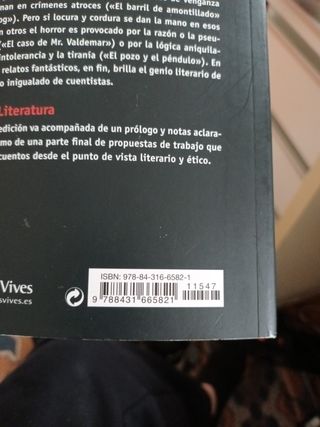 venganza
nan en crímenes atroces («El barril de amontillado»
og»). Pero si locura y cordura se dan la mano en esos
n otros el horror es provocado por la razón o la pseu
(«El caso de Mr. Valdemar») o por la lógica aniquila-
intolerancia y la tiranía («El pozo y el péndulo»). En
relatos fantásticos, en fin, brilla el genio literario de
o inigualado de cuentistas.
Literatura
edición va acompañada de un prólogo y notas aclara-
mo de una parte final de propuestas de trabajo que
cuentos desde el punto de vista literario y ético.
Vives
svives.es
ISBN: 978-84-316-6582-1
11547
9 788431 665821